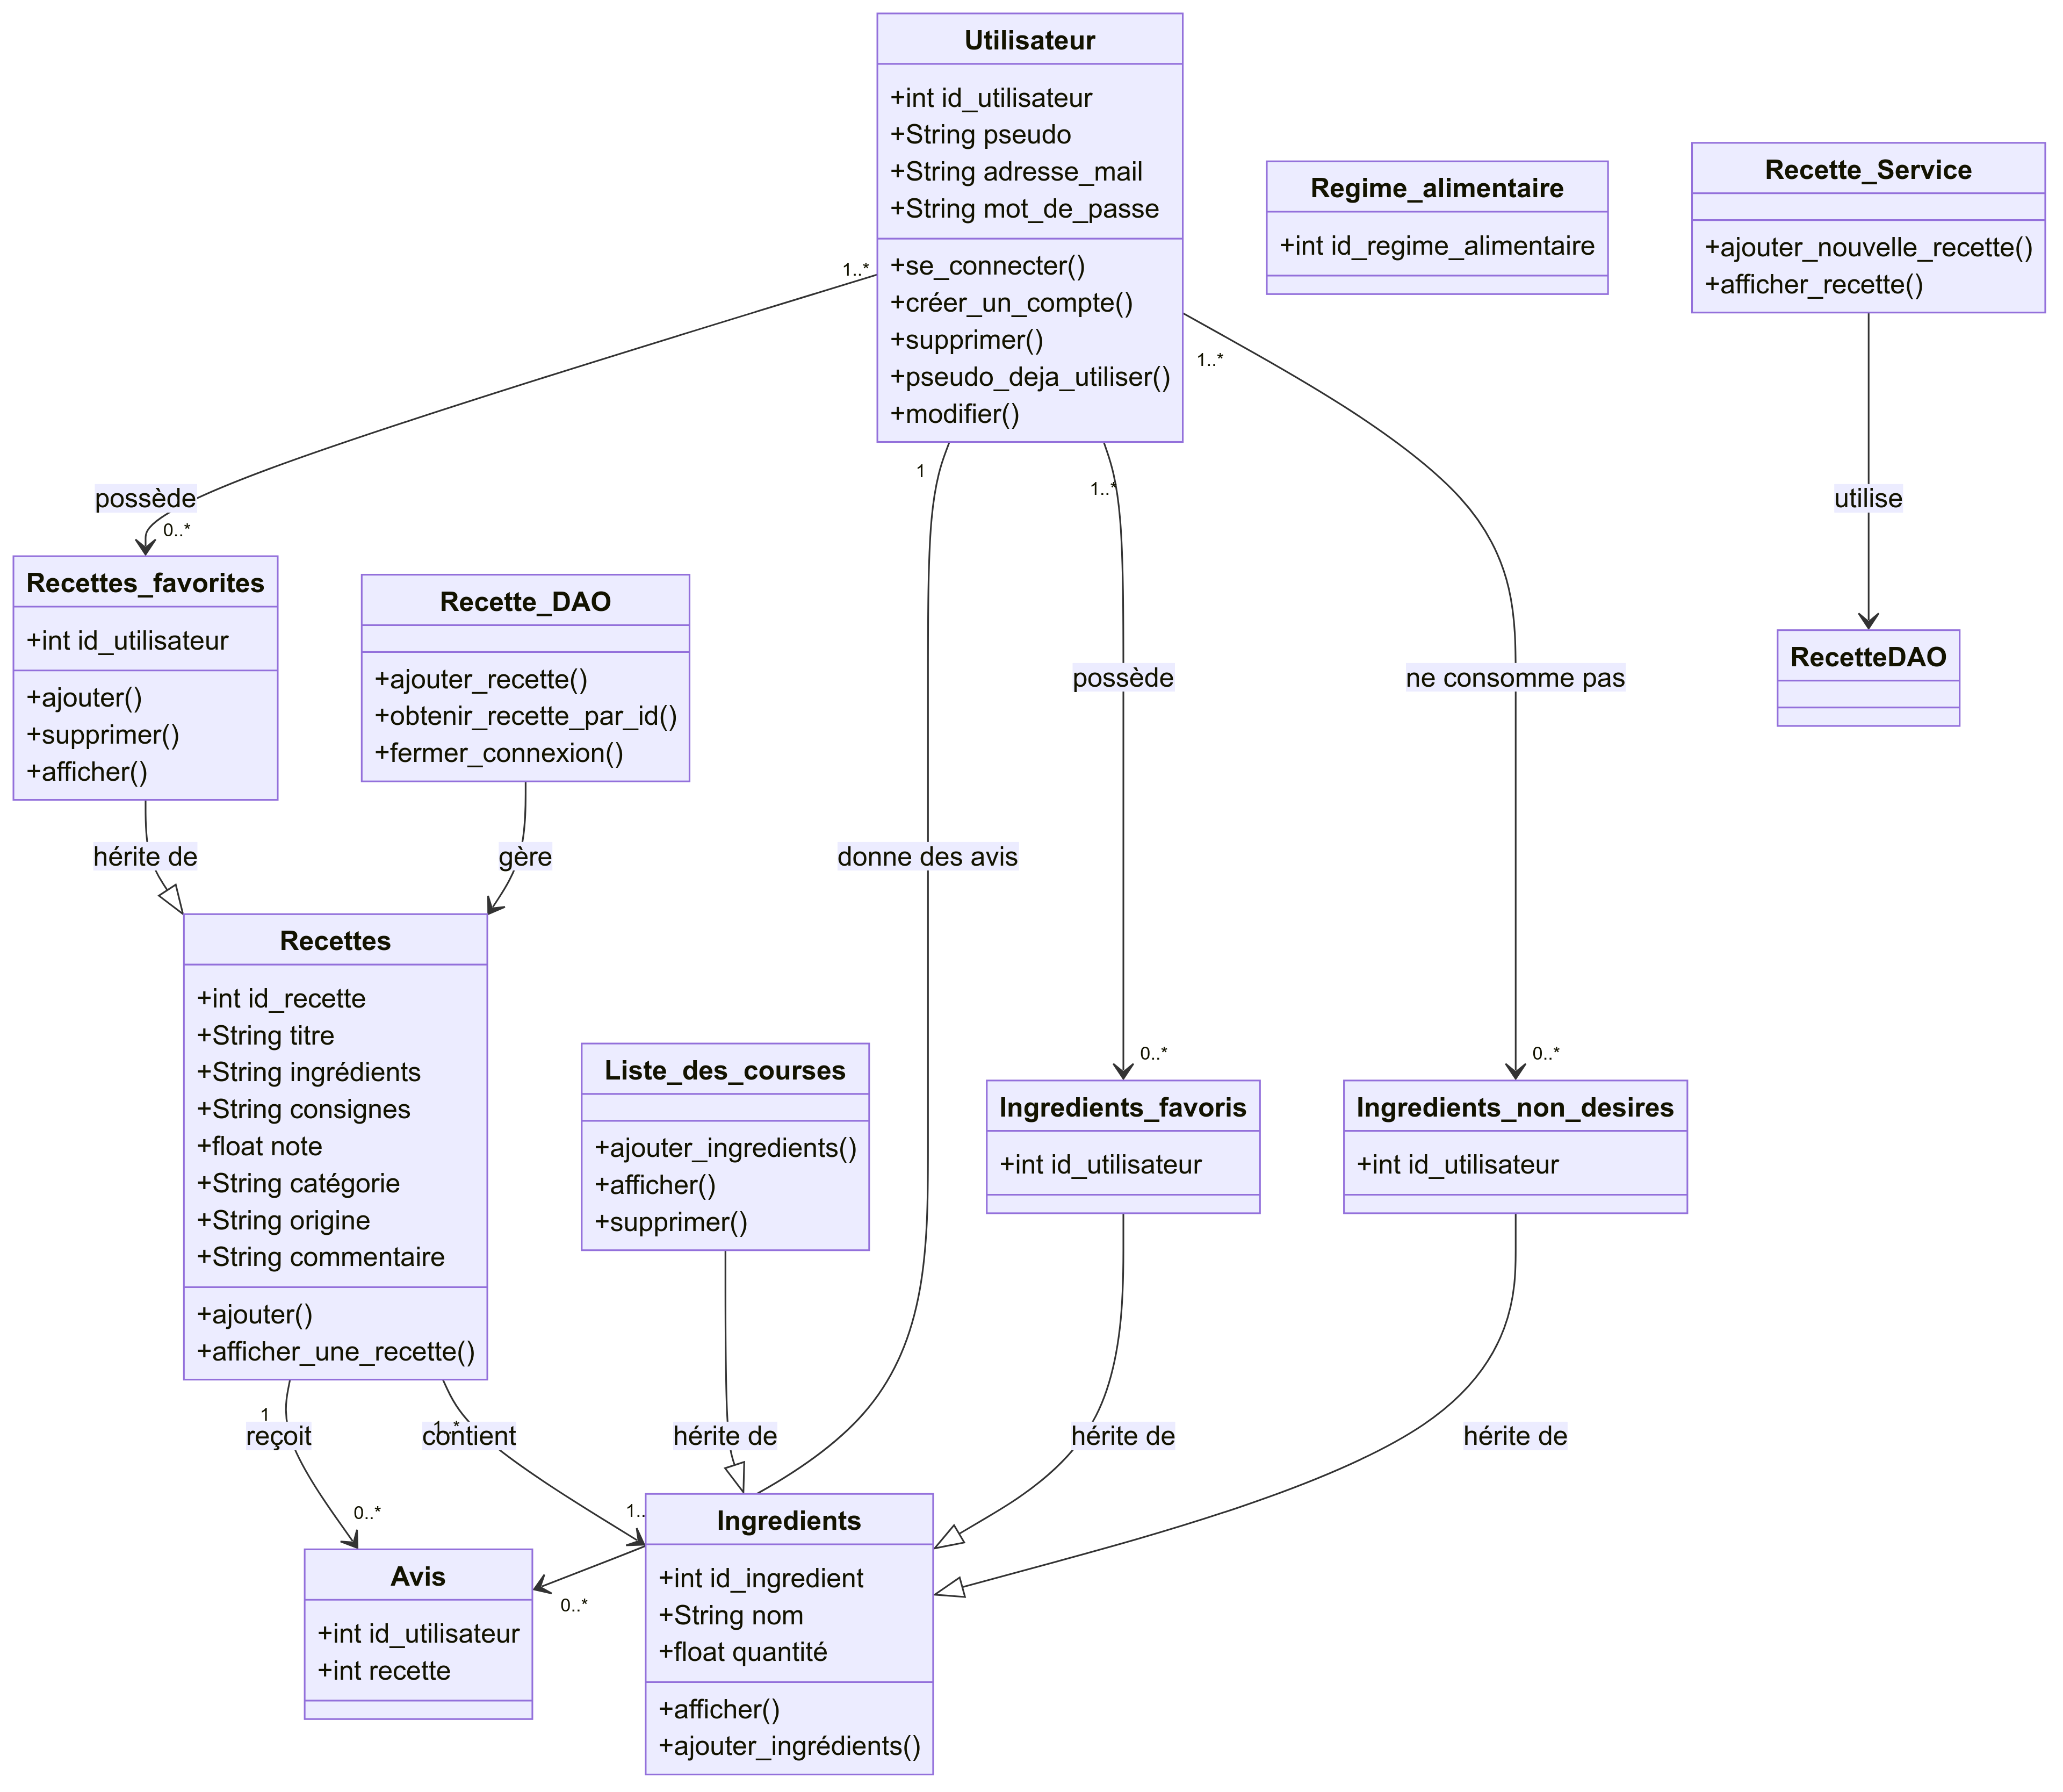 Utilisateur
+int id_utilisateur
+String pseudo
+String adresse_mail
+String mot_de_passe
+se_connecter()
+créer_un_compte()
+supprimer()
+pseudo_deja_utiliser()
+modifier()
Regime_alimentaire
+int id_regime_alimentaire
Recette_Service
+ajouter_nouvelle_recette()
+afficher_recette()
1..*
1..*
1
1..*
possède
0..*
utilise
Recettes_favorites
+int id_utilisateur
+ajouter()
+supprimer()
+afficher()
Recette_DAO
+ajouter_recette()
+obtenir_recette_par_id()
+fermer_connexion()
possède
ne consomme pas
RecetteDAO
hérite de
gère
donne des avis
Recettes
+int id_recette
+String titre
+String ingrédients
+String consignes
+float note
+String catégorie
+String origine
+String commentaire
+ajouter()
+afficher_une_recette()
Liste_des_courses
+ajouter_ingredients()
+afficher()
+supprimer()
0..*
0..*
Ingredients_favoris
+int id_utilisateur
Ingredients_non_desires
+int id_utilisateur
1
reçoit
1..*
contient
hérite de
hérite de
hérite de
0..*
1..
Avis
+int id_utilisateur
+int recette
0..*
Ingredients
+int id_ingredient
+String nom
+float quantité
+afficher()
+ajouter_ingrédients()